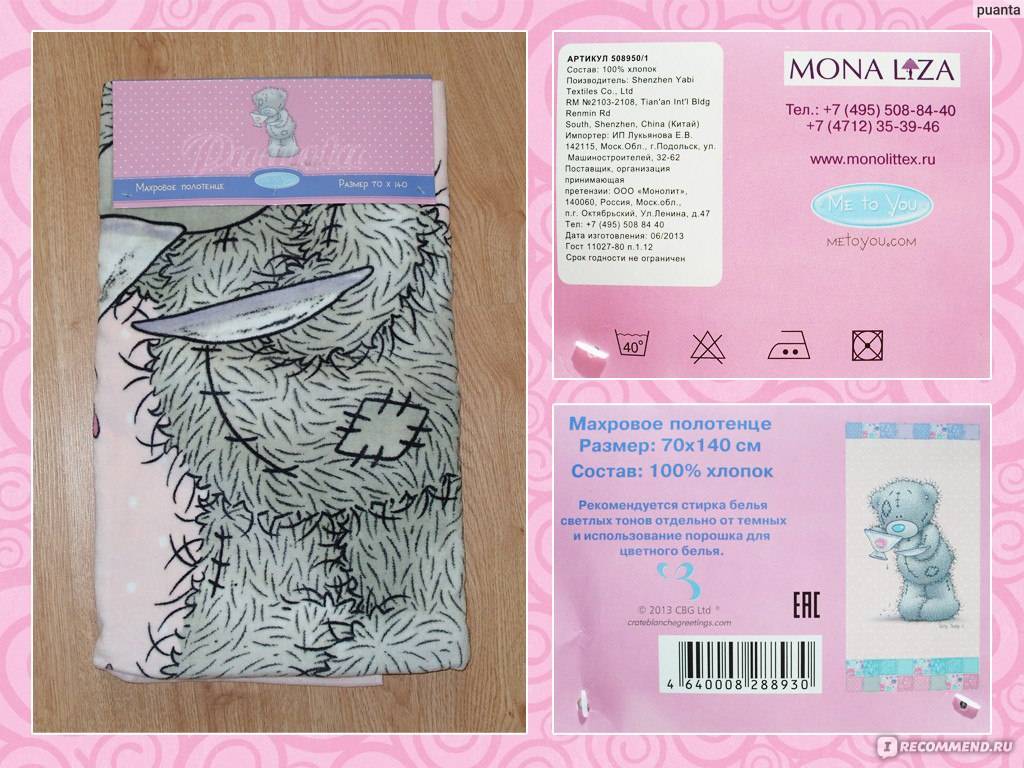 puanta
Махровое полотенце
Размер 70 х 140
АРТИКУЛ 508950/1
Состав: 100% хлопок
Поизводитель: Shenzhen Yabi
Textiles Co., Ltd
RM №2103-2108, Tian'an Int'l Bldg
Renmin Rd
South, Shenzhen, China (Китай)
Импортер: ИП Лукьянова Е.В.
142115, Моск.Обл., г.Подольск, ул.
Машиностроителей, 32-62
Поставщик, организация
принимающая
претензии: ООО «Монолит»,
140060, Россия, Моск.обл.,
п.г. Октябрьский, Ул.Ленина, д.47
Тел: +7 (495) 508 84 40
Дата изготовления: 06/2013
Гост 11027-80 п.1.12
Срок годности не ограничен
MONA LIZA
Тел.: +7 (495) 508-84-40
+7 (4712) 35-39-46
www.monolittex.ru
ME TO YOU
METOYOU.COM
40°
Махровое полотенце
Размер: 70x140 см
Состав: 100% хлопок
Рекомендуется стирка белья
светлых тонов отдельно от темных
и использование порошка для
цветного белья.
© 2013 CBG Ltd ®
crateblanchegreetings.com
EAC
4 640008 288930
I RECOMMEND.RU